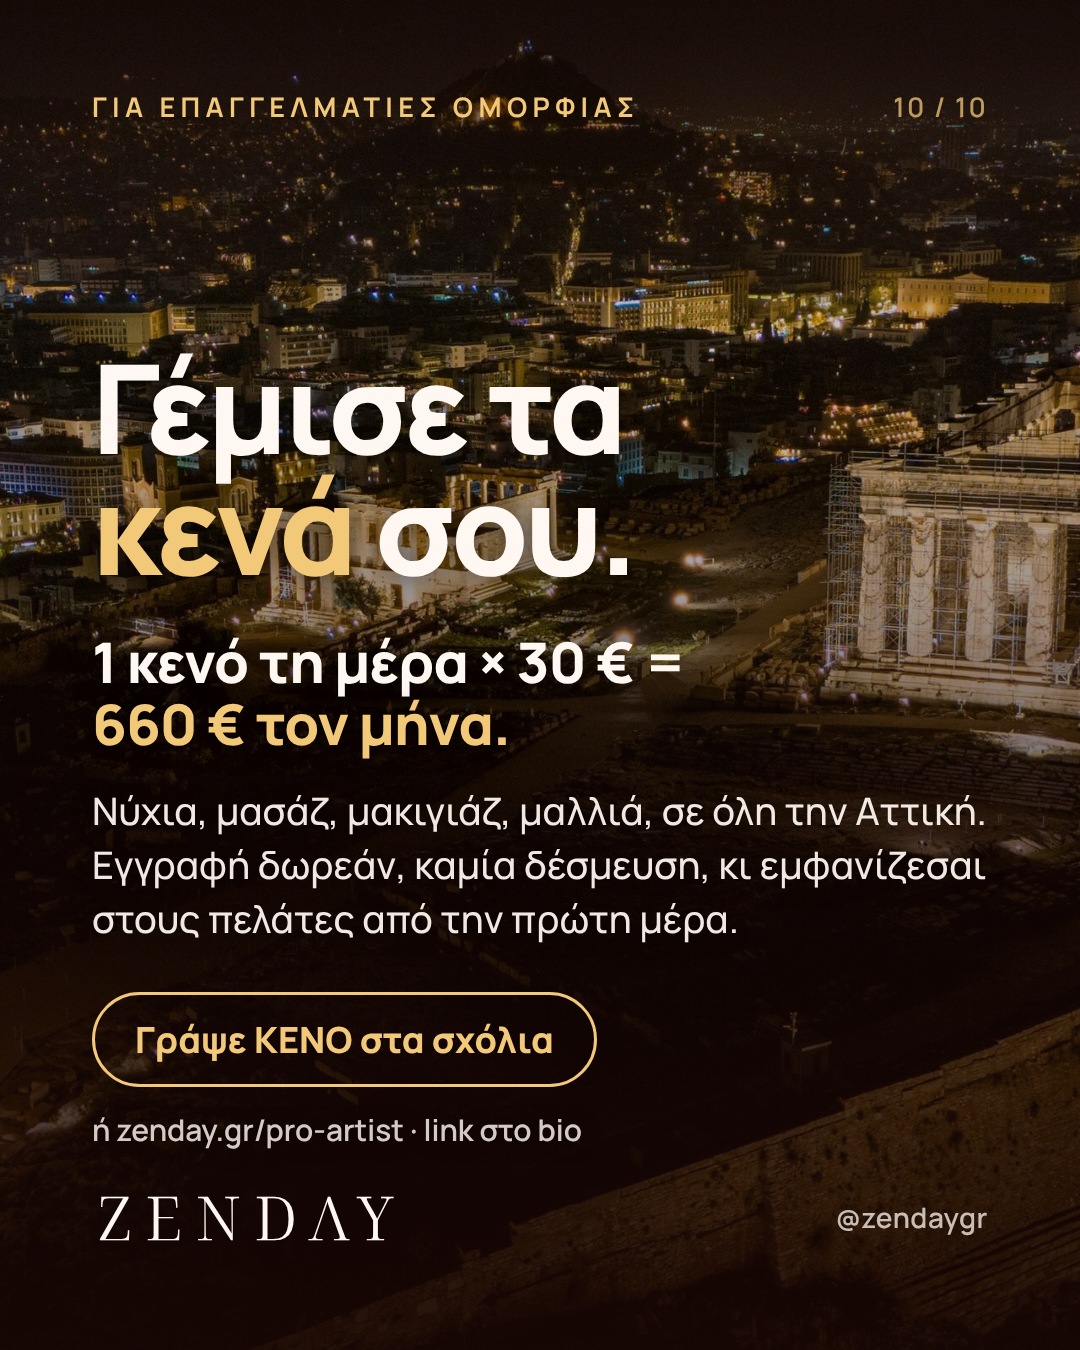 ΓΙΑ ΕΠΑΓΓΕΛΜΑΤΙΕΣ ΟΜΟΡΦΙΑΣ
10 / 10
Γέμισε τα
κενά σου.
1 κενό τη μέρα × 30 € =
660 € τον μήνα.
Νύχια, μασάζ, μακιγιάζ, μαλλιά, σε όλη την Αττική.
Εγγραφή δωρεάν, καμία δέσμευση, κι εμφανίζεσαι
στους πελάτες από την πρώτη μέρα.
Γράψε ΚΕΝΟ στα σχόλια
ή zenday.gr/pro-artist · link στο bio
ZENDAY
@zendaygr